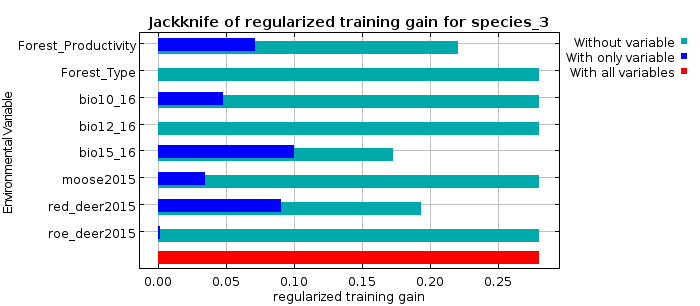 Jackknife of regularized training gain for species_3
Without variable
With only variable
With all variables
Environmental Variable
Forest_Productivity
Forest_Type
bio10_16
bio12_16
bio15_16
moose2015
red_deer2015
roe_deer2015
0.00 0.05 0.10 0.15 0.20 0.25
regularized training gain